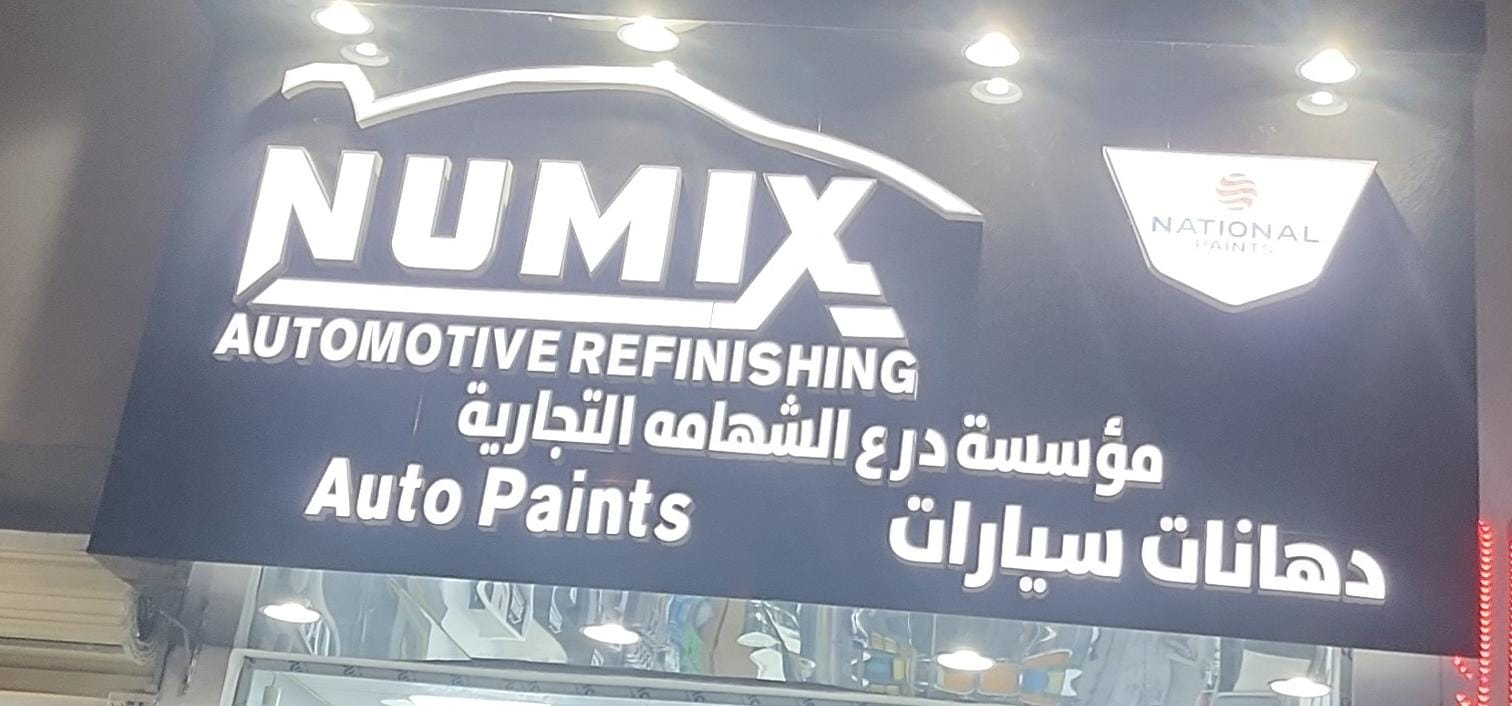 NUMIX
NATIONAL
PAINTS
AUTOMOTIVE REFINISHING
مؤسسة درع الشهامه التجارية
Auto Paints
دهانات سيارات